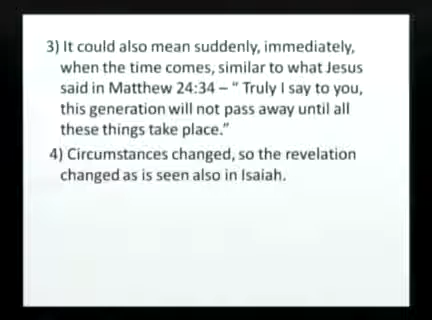 3) It could also mean suddenly, immediately,
when the time comes, similar to what Jesus
said in Matthew 24:34 – " Truly I say to you,
this generation will not pass away until all
these things take place."
4) Circumstances changed, so the revelation
changed as is seen also in Isaiah.